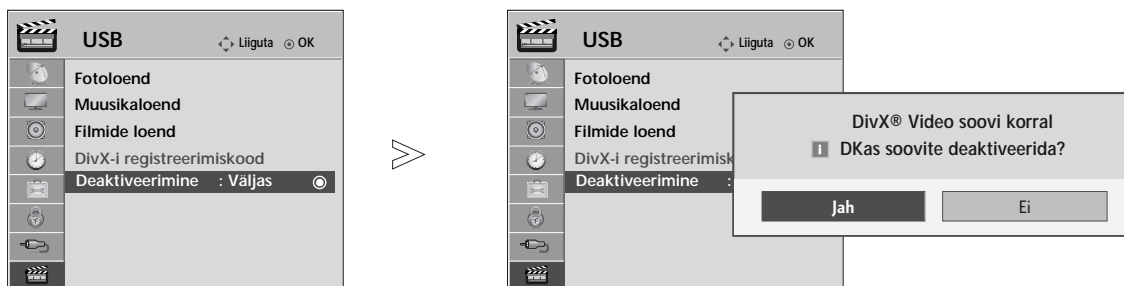 USB
Liiguta
OK
Fotoloend
Muusikaloend
Filmide loend
DivX-i registreerimiskood
Deaktiveerimine : Väljas
USB
Liiguta
OK
Fotoloend
Muusikaloend
Filmide loend
DivX-i registreerimisk
Deaktiveerimine :
DivX® Video soovi korral
i DKas soovite deaktiveerida?
Jah
Ei